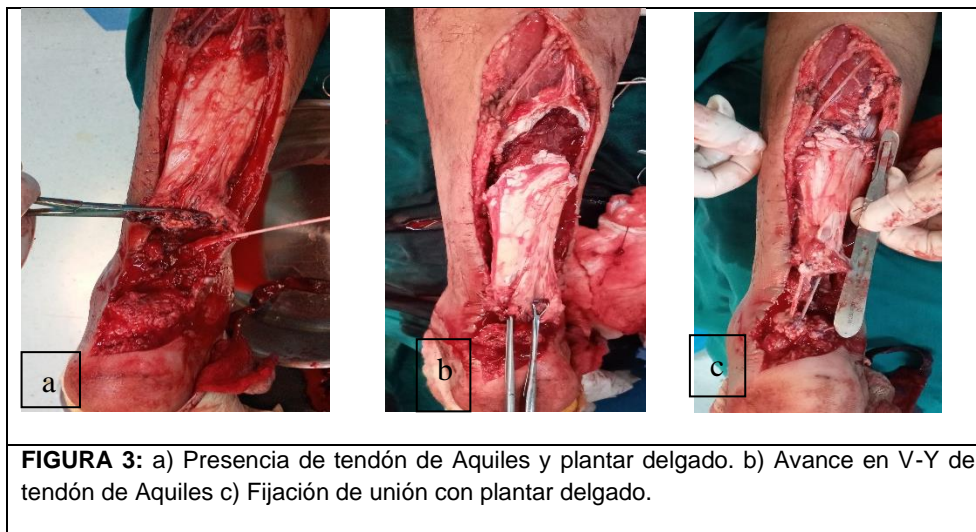 a
b
c
FIGURA 3: a) Presencia de tendón de Aquiles y plantar delgado. b) Avance en V-Y de
tendón de Aquiles c) Fijación de unión con plantar delgado.